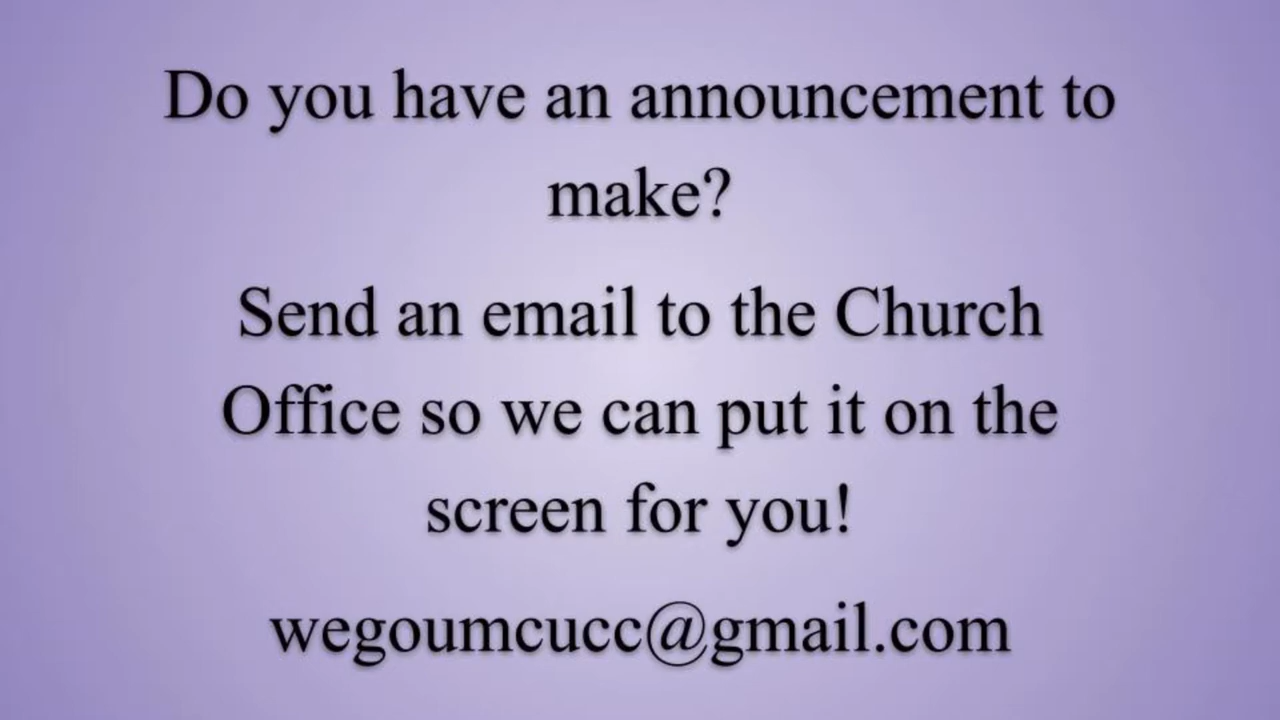 Do you have an announcement to
make?
Send an email to the Church
Office so we can put it on the
screen for you!
wegoumcucc@gmail.com